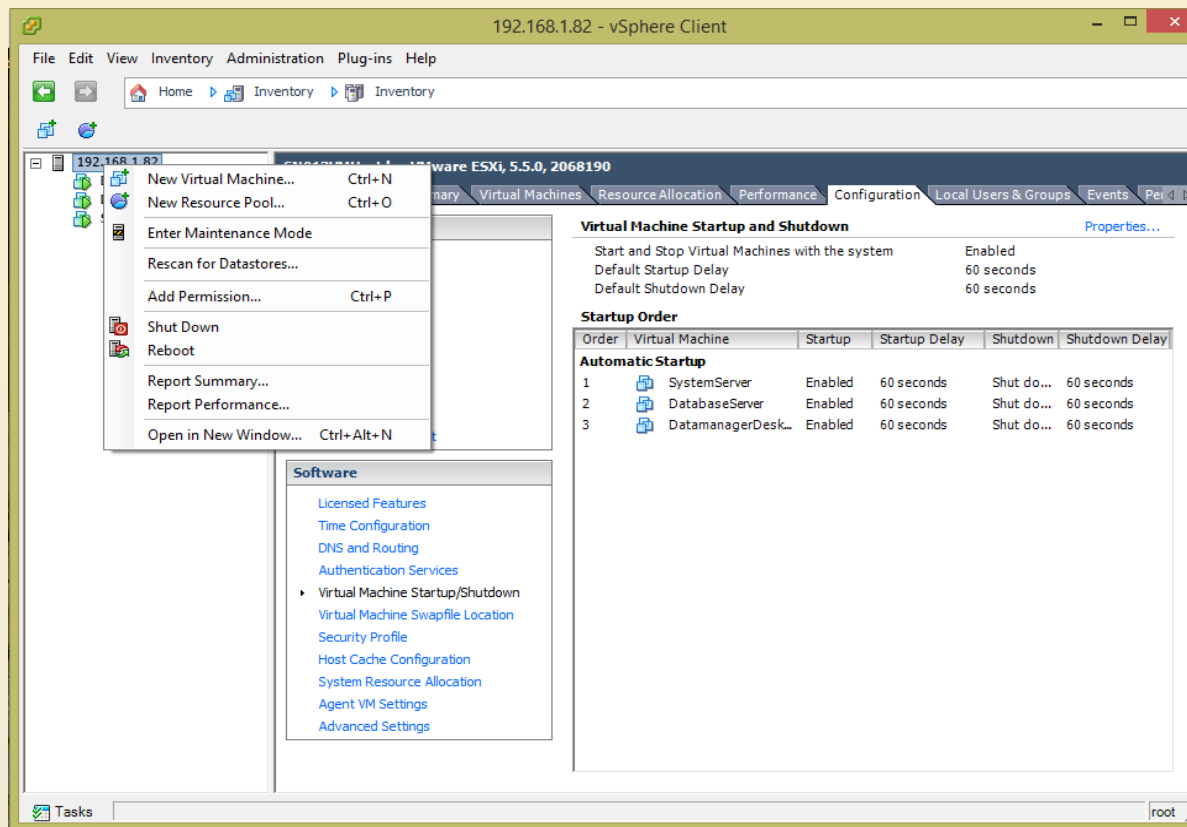 192.168.1.82 - vSphere Client
File Edit View Inventory Administration Plug-ins Help
Home Inventory Inventory
192.168.1.82
VMware ESXi, 5.5.0, 2068190
Virtual Machines Resource Allocation Performance Configuration Local Users & Groups Events
New Virtual Machine... Ctrl+N
New Resource Pool... Ctrl+O
Enter Maintenance Mode
Rescan for Datastores...
Add Permission... Ctrl+P
Shut Down
Reboot
Report Summary...
Report Performance...
Open in New Window... Ctrl+Alt+N
Software
Licensed Features
Time Configuration
DNS and Routing
Authentication Services
Virtual Machine Startup/Shutdown
Virtual Machine Swapfile Location
Security Profile
Host Cache Configuration
System Resource Allocation
Agent VM Settings
Advanced Settings
Virtual Machine Startup and Shutdown Properties...
Start and Stop Virtual Machines with the system Enabled
Default Startup Delay 60 seconds
Default Shutdown Delay 60 seconds
Startup Order
Order Virtual Machine Startup Startup Delay Shutdown Shutdown Delay
Automatic Startup
1 SystemServer Enabled 60 seconds Shut do... 60 seconds
2 DatabaseServer Enabled 60 seconds Shut do... 60 seconds
3 DatamanagerDesk... Enabled 60 seconds Shut do... 60 seconds
Tasks root